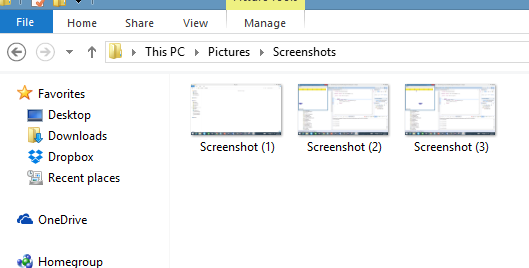 Picture Tools
File Home Share View Manage
This PC Pictures Screenshots
Favorites
Desktop
Downloads
Dropbox
Recent places
OneDrive
Homegroup
Screenshot (1) Screenshot (2) Screenshot (3)